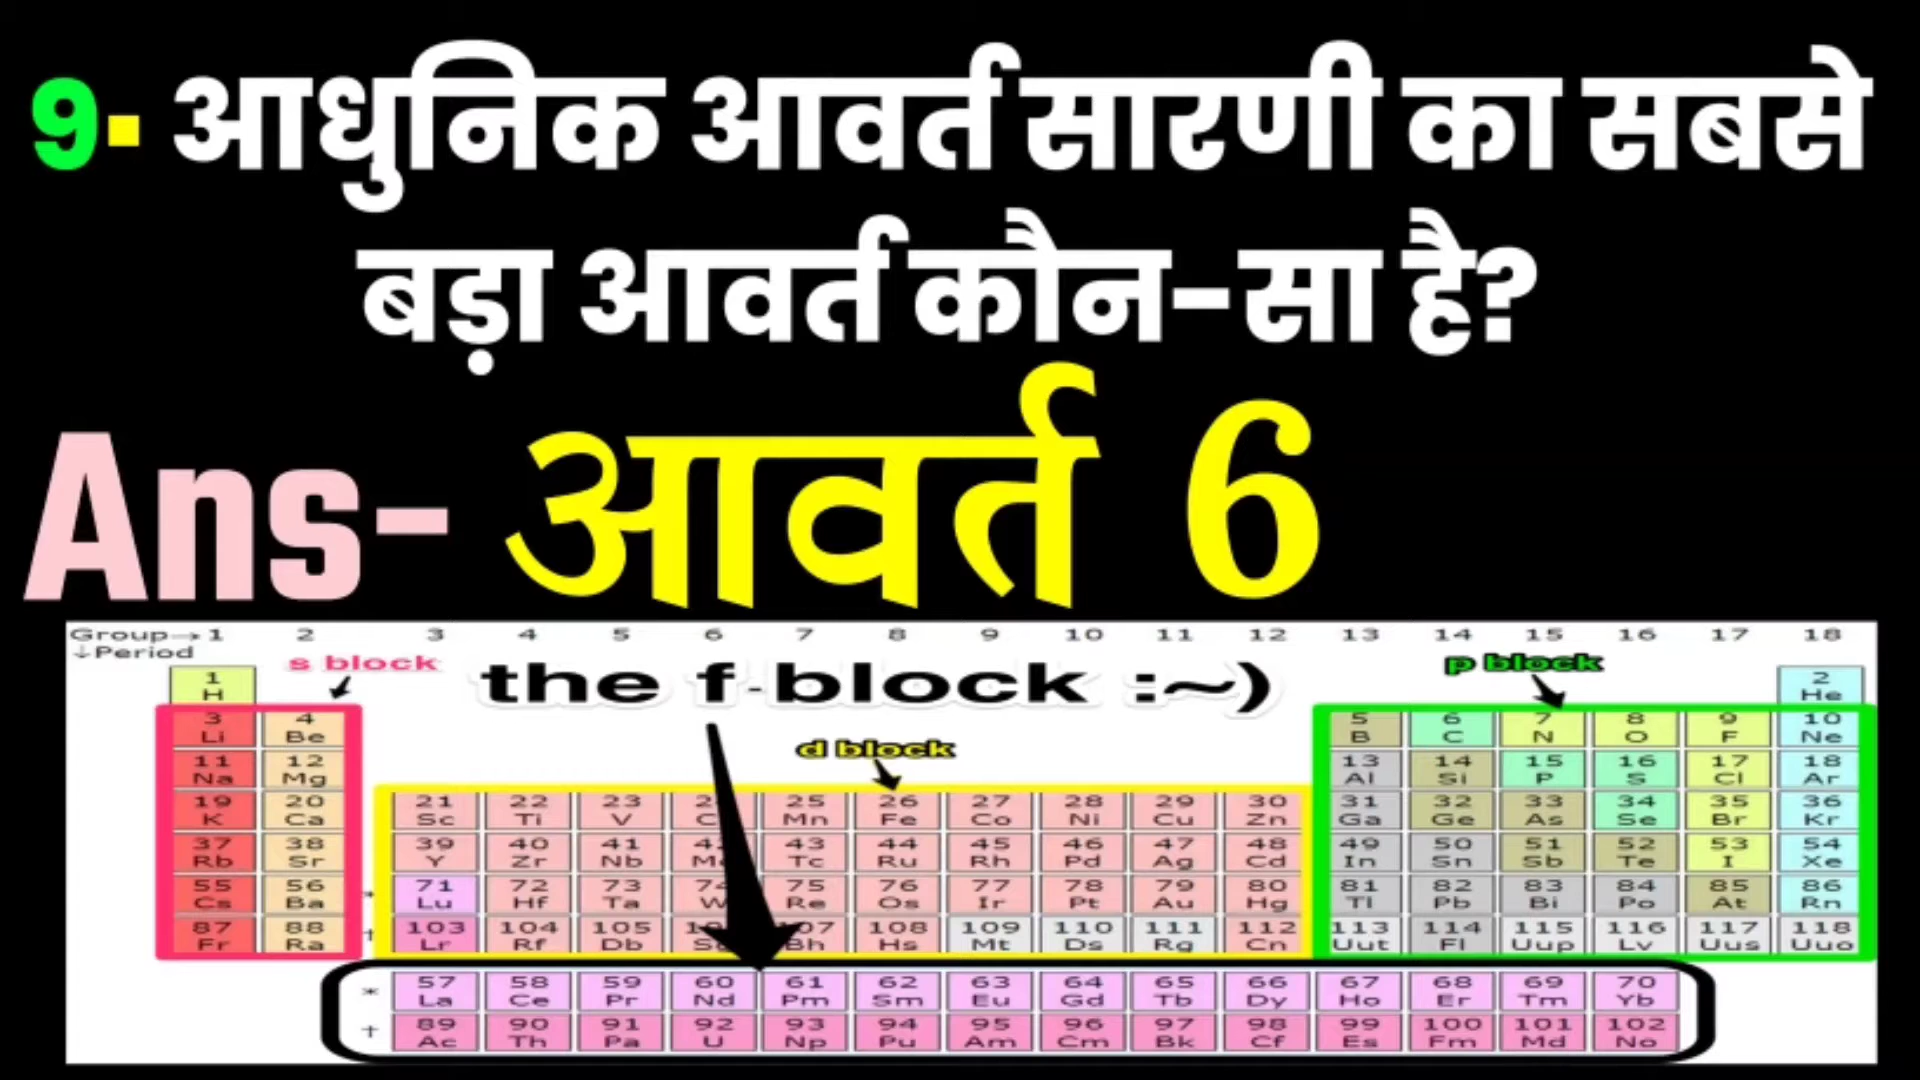 9- आधुनिक आवर्त सारणी का सबसे
बड़ा आवर्त कौन-सा है?
Ans- आवर्त 6
Group→ 1 2 3 4 5 6 7 8 9 10 11 12 13 14 15 16 17 18
↓Period
s block
the f-block :~)
p block
d block
1 2
H He
3 4 5 6 7 8 9 10
Li Be B C N O F Ne
11 12 13 14 15 16 17 18
Na Mg Al Si P S Cl Ar
19 20 21 22 23 25 26 27 28 29 30 31 32 33 34 35 36
K Ca Sc Ti V C Mn Fe Co Ni Cu Zn Ga Ge As Se Br Kr
37 38 39 40 41 43 44 45 46 47 48 49 50 51 52 53 54
Rb Sr Y Zr Nb Tc Ru Rh Pd Ag Cd In Sn Sb Te I Xe
55 56 * 71 72 73 75 76 77 78 79 80 81 82 83 84 85 86
Cs Ba Lu Hf Ta W Re Os Ir Pt Au Hg Tl Pb Bi Po At Rn
87 88 † 103 104 105 108 109 110 111 112 113 114 115 116 117 118
Fr Ra Lr Rf Db Bh Hs Mt Ds Rg Cn Uut Fl Uup Lv Uus Uuo
* 57 58 59 60 61 62 63 64 65 66 67 68 69 70
La Ce Pr Nd Pm Sm Eu Gd Tb Dy Ho Er Tm Yb
† 89 90 91 92 93 94 95 96 97 98 99 100 101 102
Ac Th Pa U Np Pu Am Cm Bk Cf Es Fm Md No